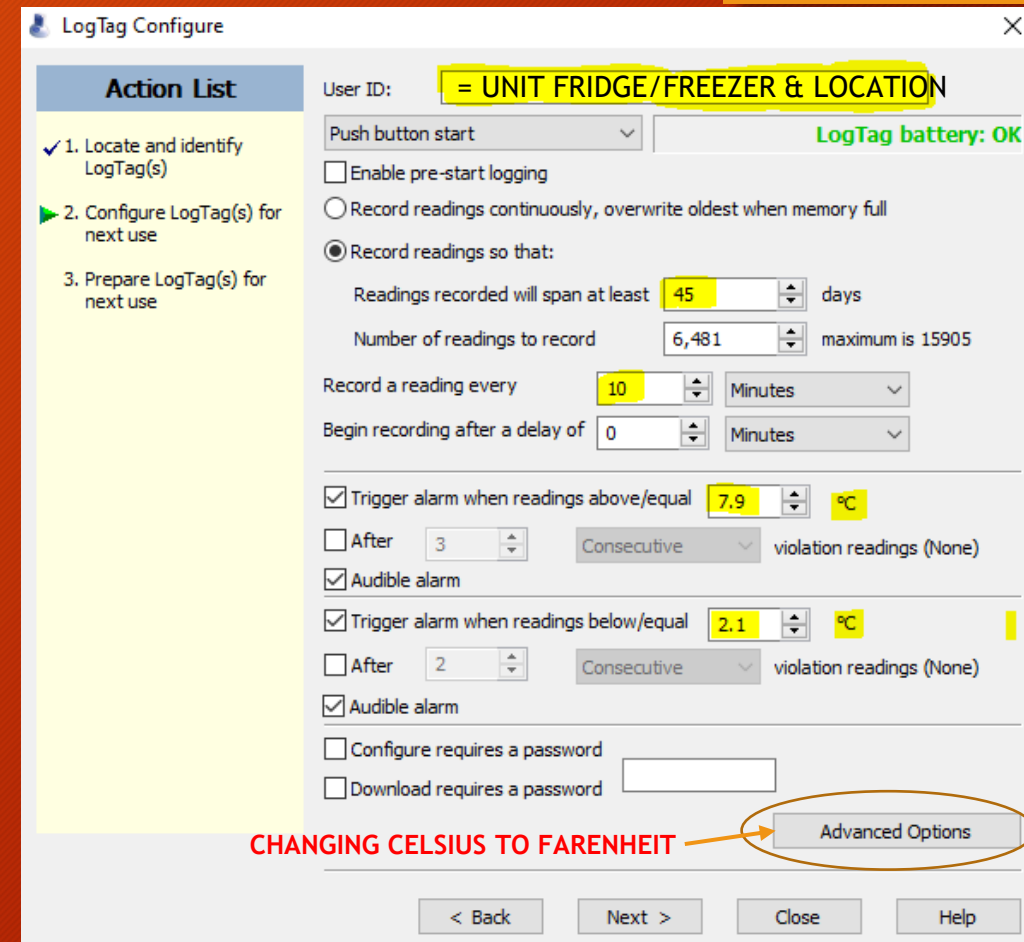 LogTag Configure
Action List
1. Locate and identify
LogTag(s)
2. Configure LogTag(s) for
next use
3. Prepare LogTag(s) for
next use
User ID: = UNIT FRIDGE/FREEZER & LOCATION
Push button start LogTag battery: OK
Enable pre-start logging
Record readings continuously, overwrite oldest when memory full
Record readings so that:
Readings recorded will span at least 45 days
Number of readings to record 6,481 maximum is 15905
Record a reading every 10 Minutes
Begin recording after a delay of 0 Minutes
Trigger alarm when readings above/equal 7.9 ºC
After 3 Consecutive violation readings (None)
Audible alarm
Trigger alarm when readings below/equal 2.1 ºC
After 2 Consecutive violation readings (None)
Audible alarm
Configure requires a password
Download requires a password
CHANGING CELSIUS TO FARENHEIT Advanced Options
< Back Next > Close Help